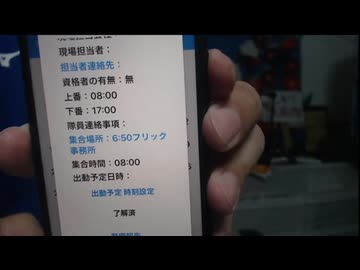 現場担当者：
担当者連絡先：
資格者の有無：無
上番：08:00
下番：17:00
隊員連絡事項：
集合場所：6:50フリック
事務所
集合時間：08:00
出動予定日時：
出動予定 時刻設定
了解済